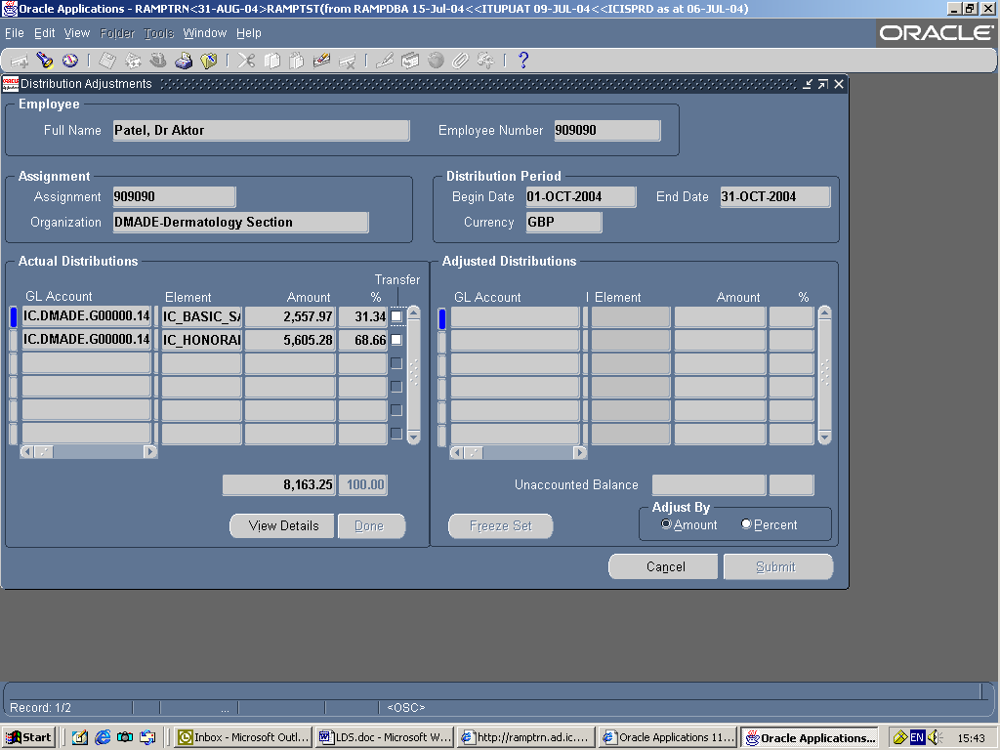 Oracle Applications - RAMPTRN<31-AUG-04>RAMPTST(from RAMPDBA 15-Jul-04<<ITUPUAT 09-JUL-04<<ICISPRD as at 06-JUL-04)
File Edit View Folder Tools Window Help
ORACLE
Distribution Adjustments
Employee
Full Name Patel, Dr Aktor Employee Number 909090
Assignment Distribution Period
Assignment 909090 Begin Date 01-OCT-2004 End Date 31-OCT-2004
Organization DMADE-Dermatology Section Currency GBP
Actual Distributions Adjusted Distributions
Transfer
GL Account Element Amount % GL Account Element Amount %
IC.DMADE.G00000.14 IC_BASIC_SA 2,557.97 31.34
IC.DMADE.G00000.14 IC_HONORAI 5,605.28 68.66
8,163.25 100.00 Unaccounted Balance
Adjust By
View Details Done Freeze Set Amount Percent
Cancel Submit
Record: 1/2 ... <OSC>
Start Inbox - Microsoft Outl... LDS.doc - Microsoft W... http://ramptrn.ad.ic.... Oracle Applications 11... Oracle Applications... EN 15:43